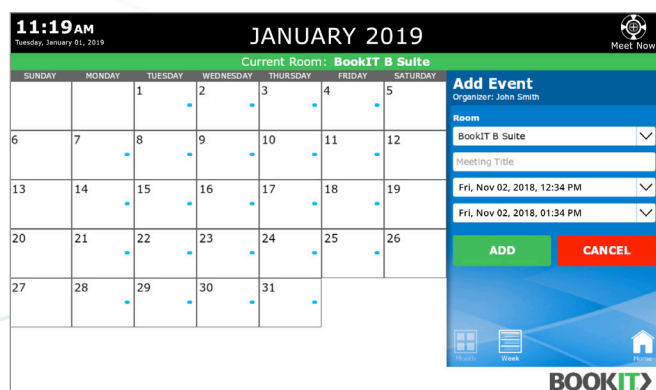 11:19 AM
Tuesday, January 01, 2019
JANUARY 2019
Meet Now
Current Room: BookIT B Suite
SUNDAY MONDAY TUESDAY WEDNESDAY THURSDAY FRIDAY SATURDAY
1 2 3 4 5
6 7 8 9 10 11 12
13 14 15 16 17 18 19
20 21 22 23 24 25 26
27 28 29 30 31
Add Event
Organizer: John Smith
Room
BookIT B Suite
Meeting Title
Fri, Nov 02, 2018, 12:34 PM
Fri, Nov 02, 2018, 01:34 PM
ADD CANCEL
Month Week Home
BOOKIT